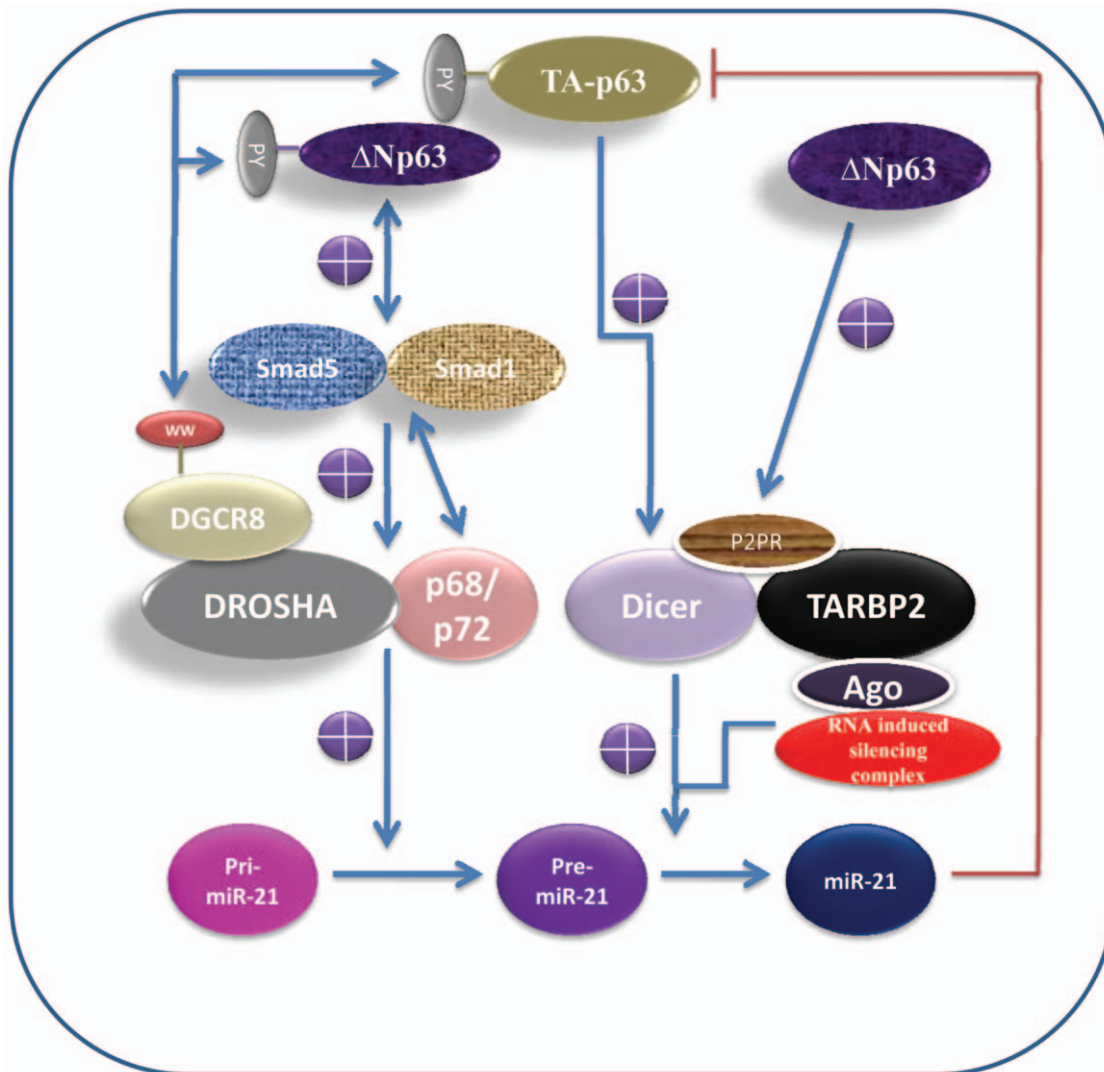 PY
TA-p63
PY
ΔNp63
ΔNp63
Smad5
Smad1
WW
DGCR8
P2PR
DROSHA
p68/
p72
Dicer
TARBP2
Ago
RNA induced
silencing
complex
Pri-
miR-21
Pre-
miR-21
miR-21